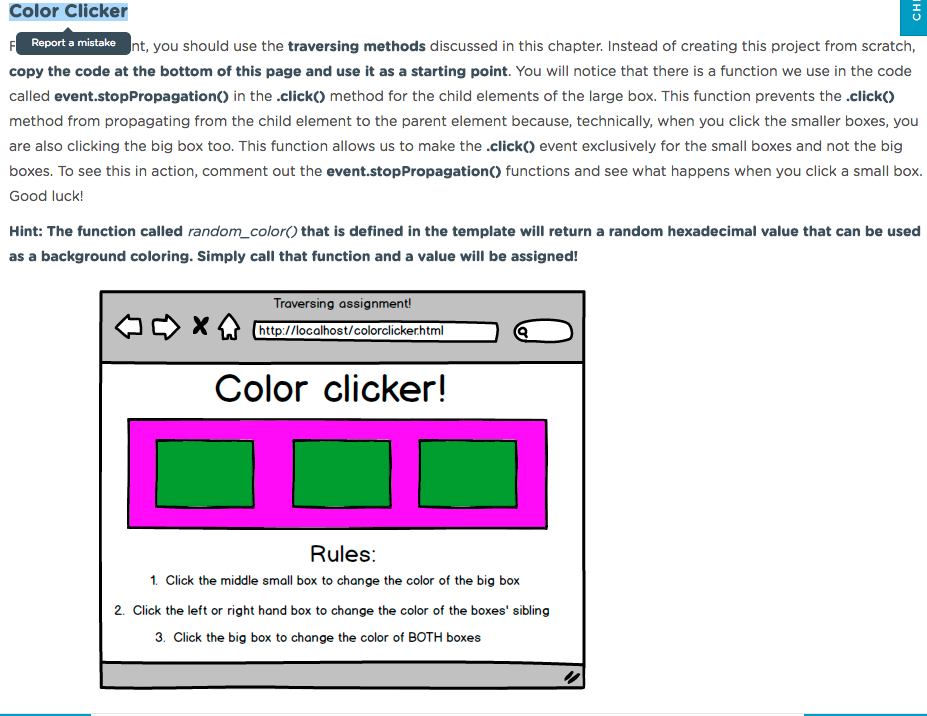 Color Clicker
CH
Report a mistake
F nt, you should use the traversing methods discussed in this chapter. Instead of creating this project from scratch,
copy the code at the bottom of this page and use it as a starting point. You will notice that there is a function we use in the code
called event.stopPropagation() in the .click() method for the child elements of the large box. This function prevents the .click()
method from propagating from the child element to the parent element because, technically, when you click the smaller boxes, you
are also clicking the big box too. This function allows us to make the .click() event exclusively for the small boxes and not the big
boxes. To see this in action, comment out the event.stopPropagation() functions and see what happens when you click a small box.
Good luck!
Hint: The function called random_color() that is defined in the template will return a random hexadecimal value that can be used
as a background coloring. Simply call that function and a value will be assigned!
Traversing assignment!
http://localhost/colorclicker.html
Color clicker!
Rules:
1. Click the middle small box to change the color of the big box
2. Click the left or right hand box to change the color of the boxes' sibling
3. Click the big box to change the color of BOTH boxes